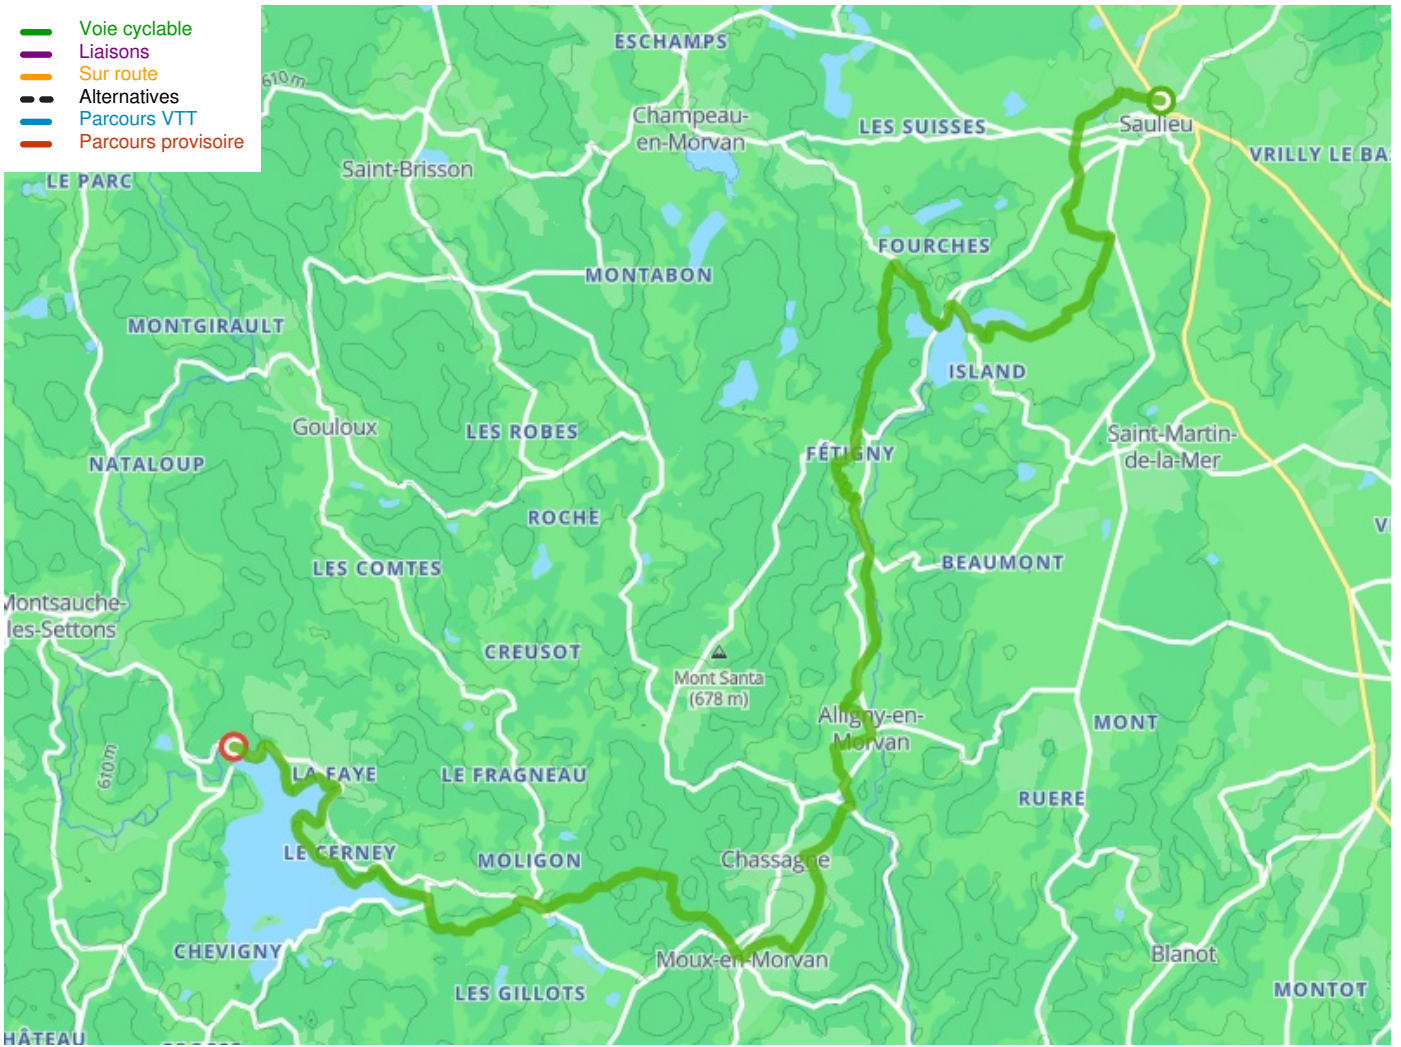 Voie cyclable
Liaisons
Sur route
Alternatives
Parcours VTT
Parcours provisoire
610 m
ESCHAMPS
Champeau-
en-Morvan
LES SUISSES
Saulieu
VRILLY LE BA
LE PARC
Saint-Brisson
FOURCHES
MONTABON
MONTGIRAULT
ISLAND
Gouloux
LES ROBES
FÉTIGNY
Saint-Martin-
de-la-Mer
NATALOUP
ROCHE
LES COMTES
BEAUMONT
Montsauche-
les-Settons
CREUSOT
Mont Santa
(678 m)
Alligny-en-
Morvan
MONT
610 m
LA FAYE
LE FRAGNEAU
RUERE
LE CERNEY
MOLIGON
Chassagne
CHEVIGNY
Moux-en-Morvan
Blanot
LES GILLOTS
MONTOT
HÂTEAU